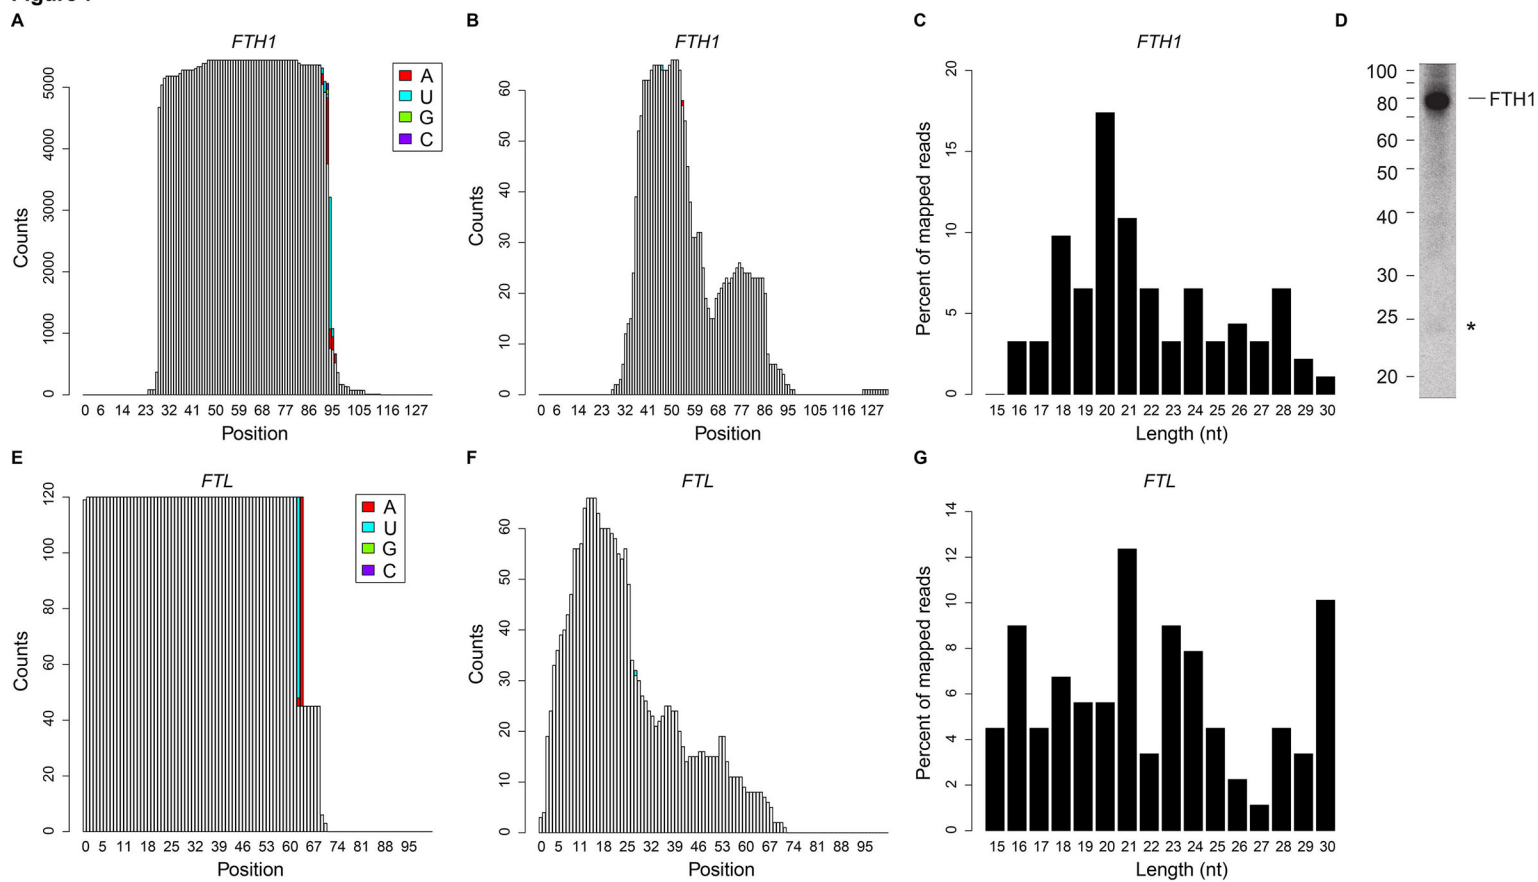 A
FTH1
5000
4000
3000
2000
1000
0
Counts
A
U
G
C
0 6 14 23 32 41 50 59 68 77 86 95 105 116 127
Position
B
FTH1
60
50
40
30
20
10
0
Counts
0 6 14 23 32 41 50 59 68 77 86 95 105 116 127
Position
C
FTH1
20
15
10
5
0
Percent of mapped reads
15 16 17 18 19 20 21 22 23 24 25 26 27 28 29 30
Length (nt)
D
100
80
60
50
40
30
25
20
FTH1
*
E
FTL
120
100
80
60
40
20
0
Counts
A
U
G
C
0 5 11 18 25 32 39 46 53 60 67 74 81 88 95
Position
F
FTL
60
50
40
30
20
10
0
Counts
0 5 11 18 25 32 39 46 53 60 67 74 81 88 95
Position
G
FTL
14
12
10
8
6
4
2
0
Percent of mapped reads
15 16 17 18 19 20 21 22 23 24 25 26 27 28 29 30
Length (nt)